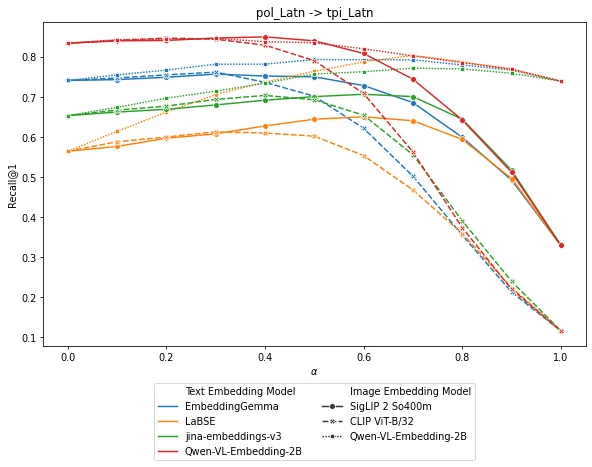 pol_Latn -> tpi_Latn
Recall@1
0.8
0.7
0.6
0.5
0.4
0.3
0.2
0.1
0.0 0.2 0.4 0.6 0.8 1.0
α
Text Embedding Model Image Embedding Model
EmbeddingGemma SigLIP 2 So400m
LaBSE CLIP ViT-B/32
jina-embeddings-v3 Qwen-VL-Embedding-2B
Qwen-VL-Embedding-2B